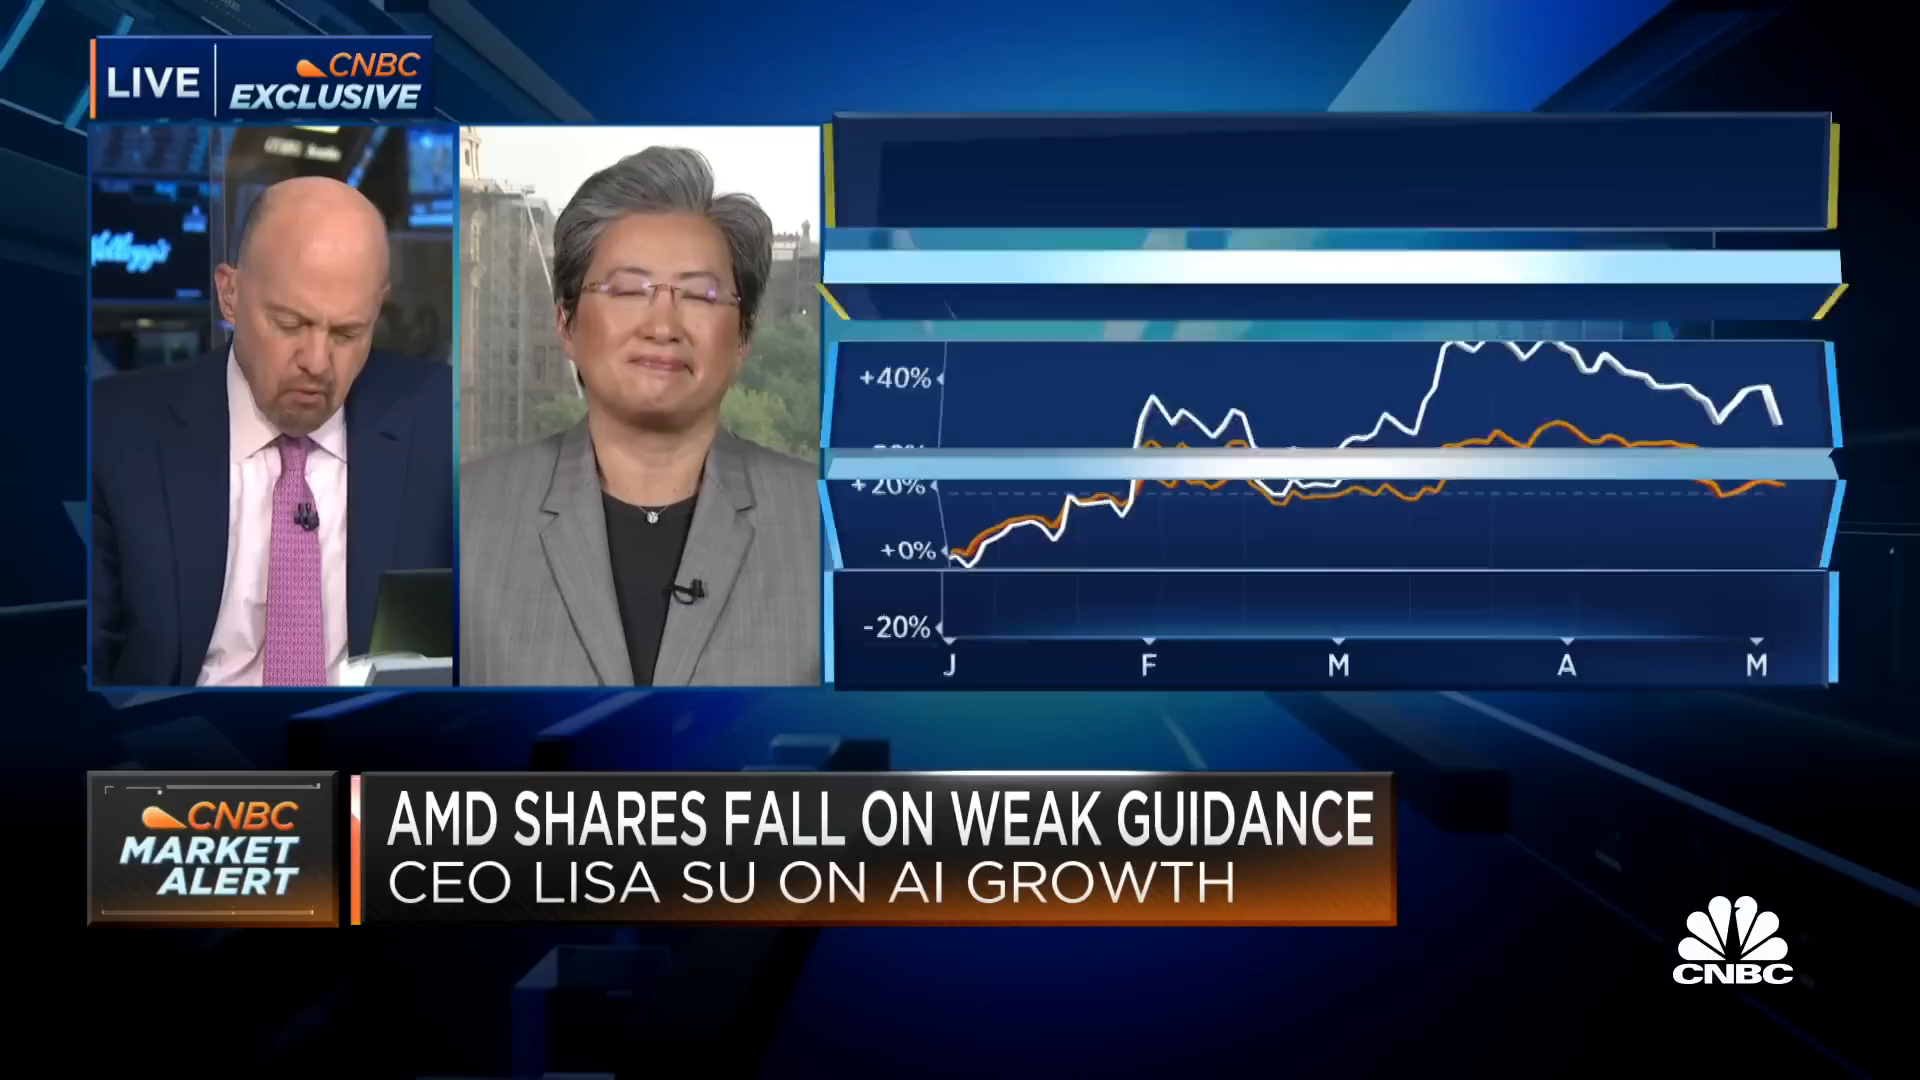 LIVE
CNBC
EXCLUSIVE
Kellogg's
+40%
+20%
+0%
-20%
J F M A M
CNBC
MARKET
ALERT
AMD SHARES FALL ON WEAK GUIDANCE
CEO LISA SU ON AI GROWTH
CNBC